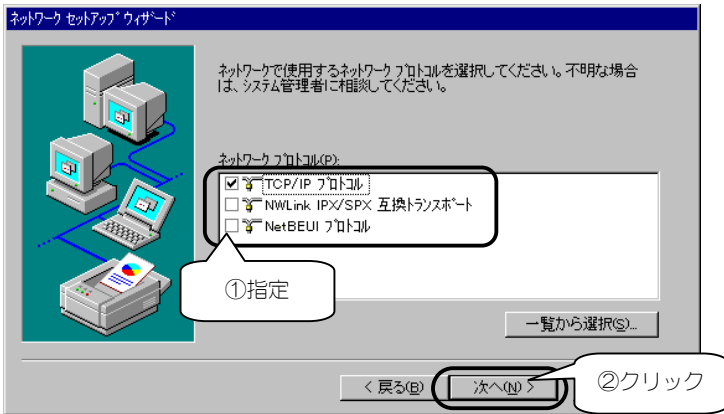 ネットワーク セットアップ ウィザード
ネットワークで使用するネットワーク プロトコルを選択してください。不明な場合
は、システム管理者に相談してください。
ネットワーク プロトコル(P):
TCP/IP プロトコル
NWLink IPX/SPX 互換トランスポート
NetBEUI プロトコル
①指定
一覧から選択(S)...
< 戻る(B)
次へ(N) >
②クリック